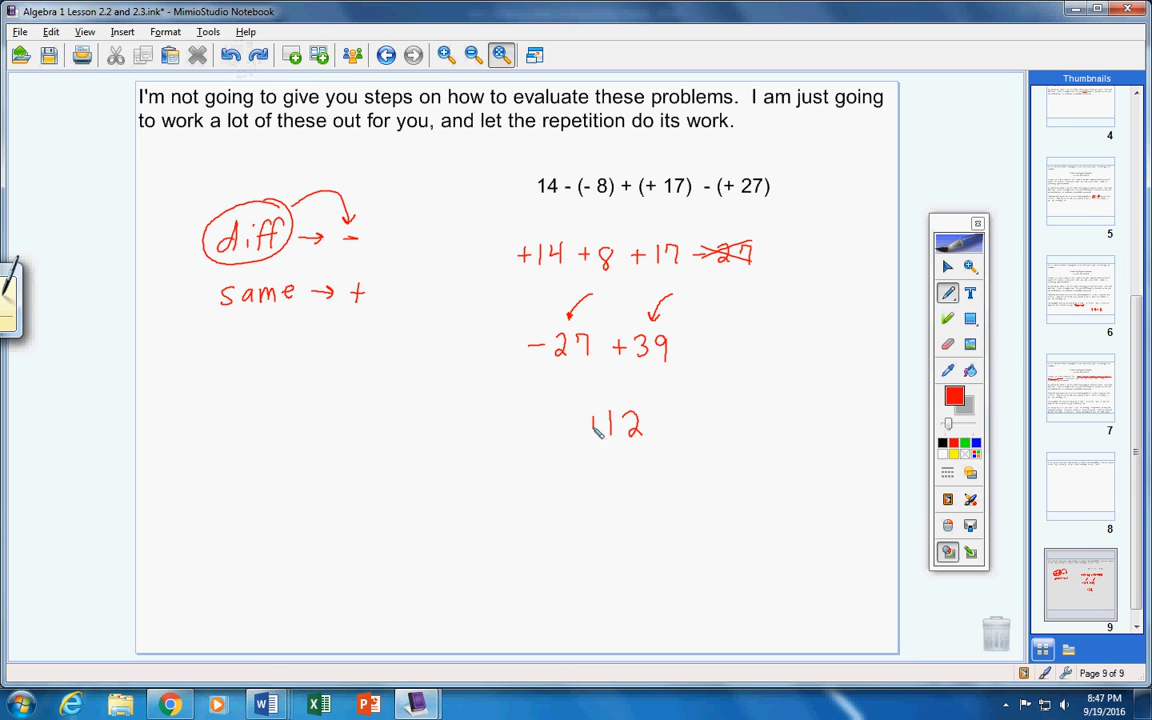 Algebra 1 Lesson 2.2 and 2.3.ink* - MimioStudio Notebook
File Edit View Insert Format Tools Help
I'm not going to give you steps on how to evaluate these problems. I am just going
to work a lot of these out for you, and let the repetition do its work.
14 - (- 8) + (+ 17) - (+ 27)
diff → -
same → +
+14 +8 +17 -27
-27 +39
+12
Thumbnails
4
5
6
7
8
9
Page 9 of 9
8:47 PM
9/19/2016